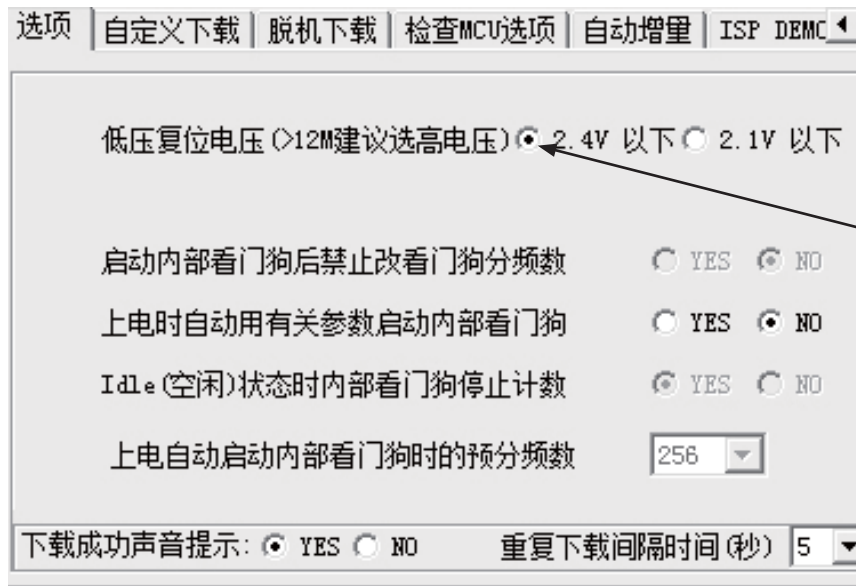 选项 自定义下载 脱机下载 检查MCU选项 自动增量 ISP DEMO
低压复位电压(>12M建议选高电压) 2.4V 以下 2.1V 以下
启动内部看门狗后禁止改看门狗分频数 YES NO
上电时自动用有关参数启动内部看门狗 YES NO
Idle(空闲)状态时内部看门狗停止计数 YES NO
上电自动启动内部看门狗时的预分频数 256
下载成功声音提示: YES NO 重复下载间隔时间(秒) 5